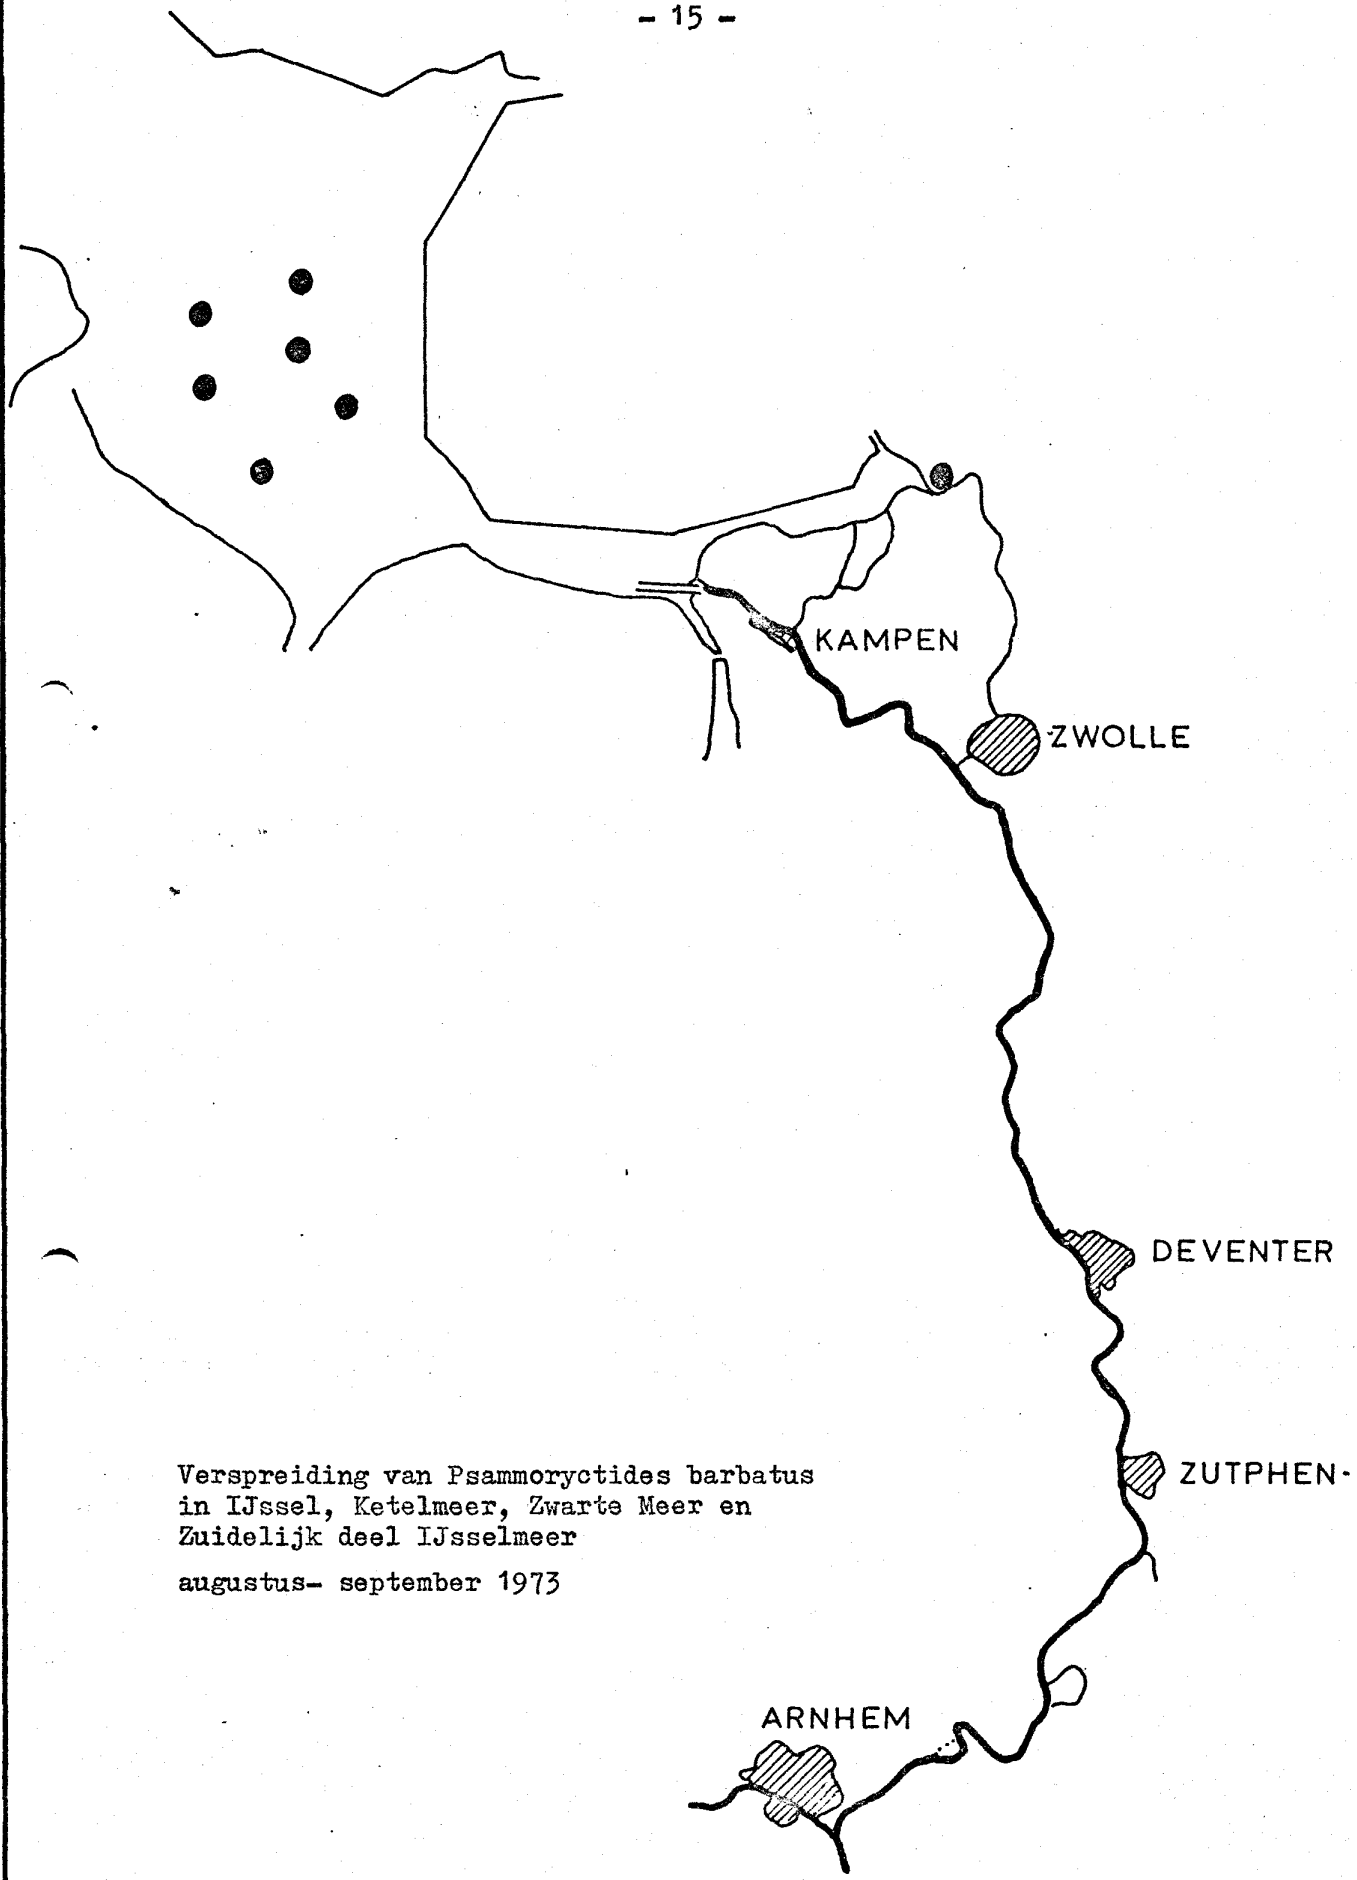 - 15 -
KAMPEN
ZWOLLE
DEVENTER
ZUTPHEN
Verspreiding van Psammoryctides barbatus
in IJssel, Ketelmeer, Zwarte Meer en
Zuidelijk deel IJsselmeer
augustus- september 1973
ARNHEM